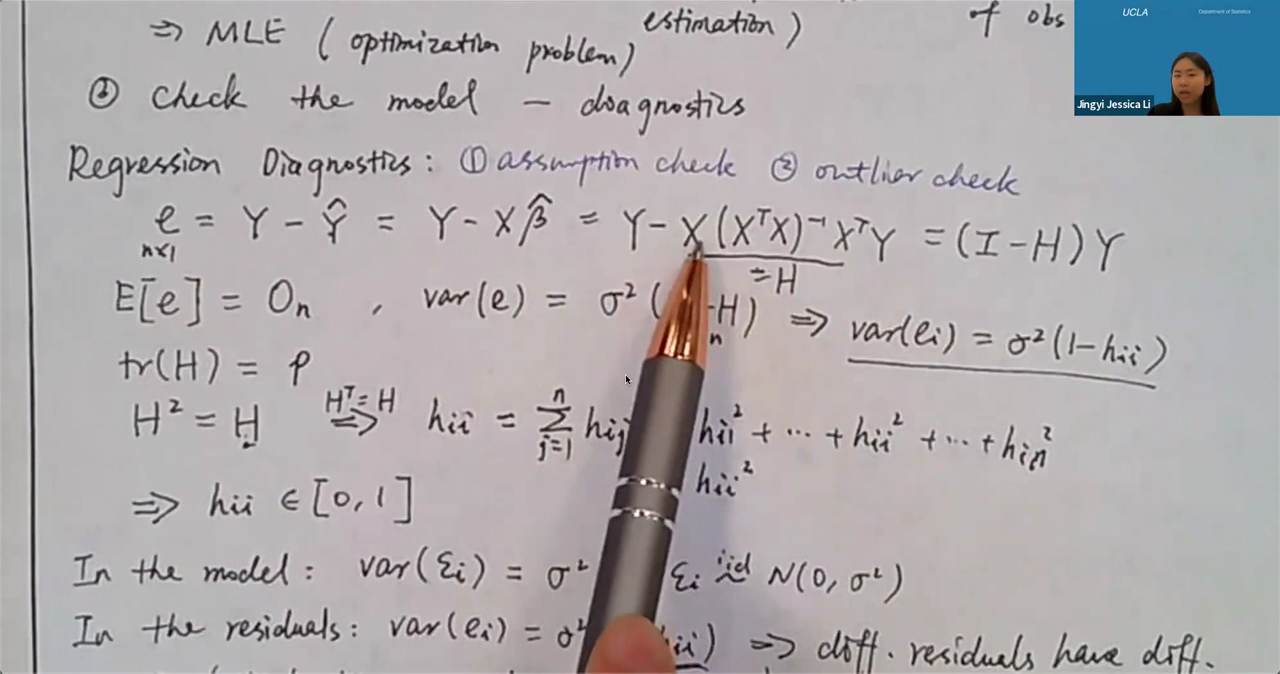 estimation)
of obs
⇒ MLE (optimization problem)
② check the model – diagnostics
Regression Diagnostics: ① assumption check ② outlier check
e = Y - Ŷ = Y - Xβ̂ = Y - X(XᵀX)⁻¹XᵀY = (I-H)Y
n×1
=H
E[e] = 0ₙ , var(e) = σ²( -H) ⇒ var(eᵢ) = σ²(1-hᵢᵢ)
n
tr(H) = p
H² = H Hᵀ=H ⇒ hᵢᵢ = Σⱼ₌₁ⁿ hᵢⱼ hᵢ₁² + ... + hᵢᵢ² + ... + hᵢₙ²
hᵢᵢ²
⇒ hᵢᵢ ∈ [0,1]
In the model: var(εᵢ) = σ² εᵢ iid ~ N(0,σ²)
In the residuals: var(eᵢ) = σ² hᵢᵢ) ⇒ diff. residuals have diff.
UCLA
Department of Statistics
Jingyi Jessica Li